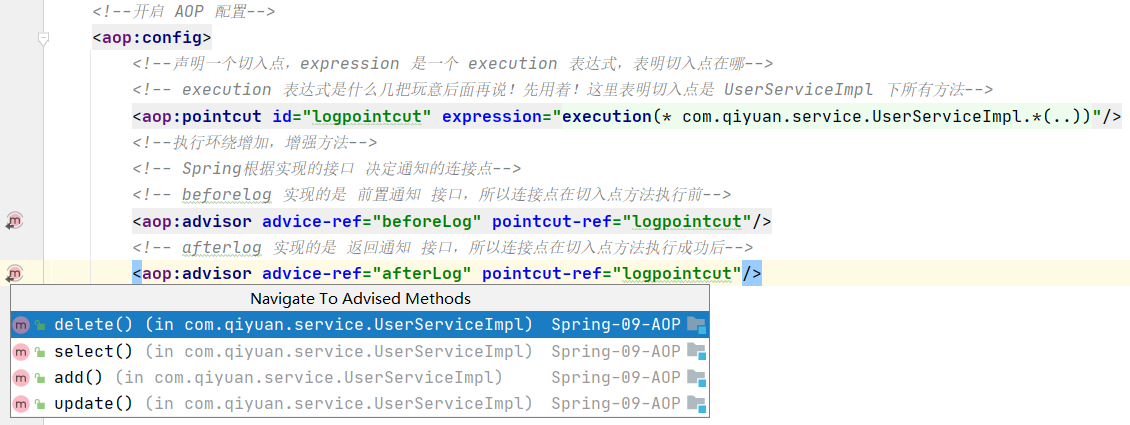 <!--开启 AOP 配置-->
<aop:config>
<!--声明一个切入点，expression 是一个 execution 表达式，表明切入点在哪-->
<!-- execution 表达式是什么几把玩意后面再说！先用着！这里表明切入点是 UserServiceImpl 下所有方法-->
<aop:pointcut id="logpointcut" expression="execution(* com.qiyuan.service.UserServiceImpl.*(..))"/>
<!--执行环绕增加，增强方法-->
<!-- Spring根据实现的接口 决定通知的连接点-->
<!-- beforelog 实现的是 前置通知 接口，所以连接点在切入点方法执行前-->
<aop:advisor advice-ref="beforeLog" pointcut-ref="logpointcut"/>
<!-- afterlog 实现的是 返回通知 接口，所以连接点在切入点方法执行成功后-->
<aop:advisor advice-ref="afterLog" pointcut-ref="logpointcut"/>
Navigate To Advised Methods
m delete() (in com.qiyuan.service.UserServiceImpl) Spring-09-AOP
m select() (in com.qiyuan.service.UserServiceImpl) Spring-09-AOP
m add() (in com.qiyuan.service.UserServiceImpl) Spring-09-AOP
m update() (in com.qiyuan.service.UserServiceImpl) Spring-09-AOP